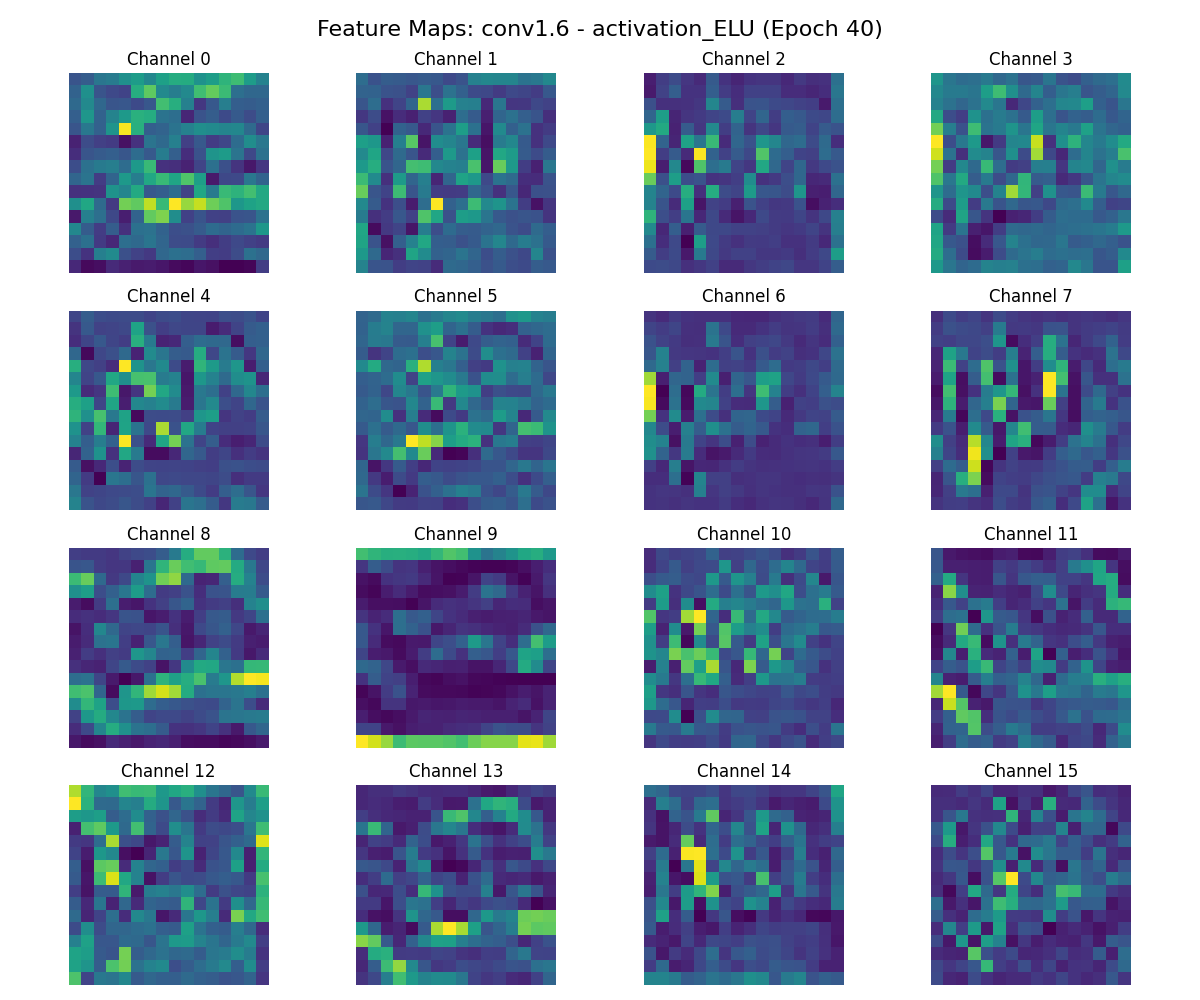 Feature Maps: conv1.6 - activation_ELU (Epoch 40)
Channel 0 Channel 1 Channel 2 Channel 3
Channel 4 Channel 5 Channel 6 Channel 7
Channel 8 Channel 9 Channel 10 Channel 11
Channel 12 Channel 13 Channel 14 Channel 15